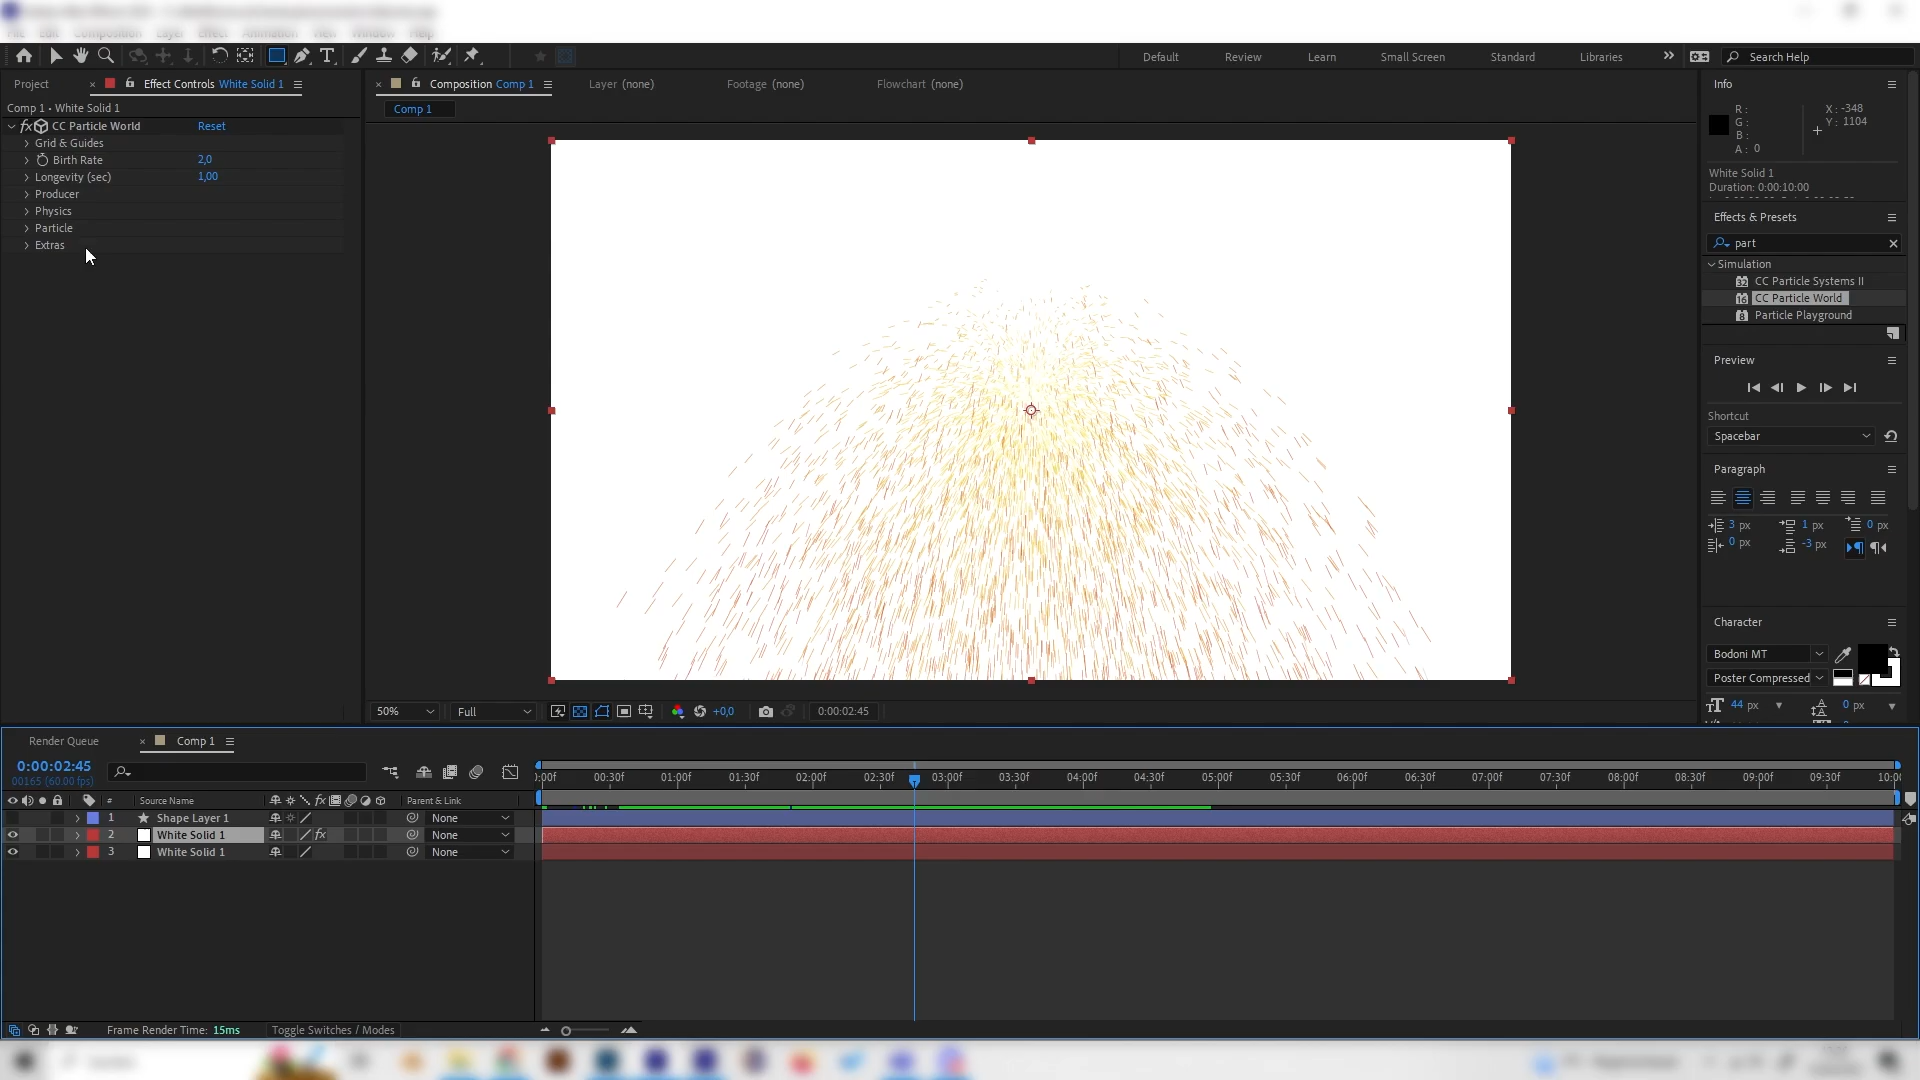 Default
Review
Learn
Small Screen
Standard
Libraries
Search Help
Project
Effect Controls White Solid 1
Comp 1 • White Solid 1
fx CC Particle World Reset
Grid & Guides
Birth Rate 2,0
Longevity (sec) 1,00
Producer
Physics
Particle
Extras
Composition Comp 1
Layer (none)
Footage (none)
Flowchart (none)
Comp 1
50%
Full
+0,0
0:00:02:45
Info
R :
G :
B :
A : 0
X : -348
Y : 1104
White Solid 1
Duration: 0:00:10:00
Effects & Presets
part
Simulation
CC Particle Systems II
CC Particle World
Particle Playground
Preview
Shortcut
Spacebar
Paragraph
3 px
1 px
0 px
0 px
-3 px
Character
Bodoni MT
Poster Compressed
44 px
0 px
Render Queue
Comp 1
0:00:02:45
00165 (60.00 fps)
:00f 00:30f 01:00f 01:30f 02:00f 02:30f 03:00f 03:30f 04:00f 04:30f 05:00f 05:30f 06:00f 06:30f 07:00f 07:30f 08:00f 08:30f 09:00f 09:30f 10:00
# Source Name fx Parent & Link
1 Shape Layer 1 None
2 White Solid 1 fx None
3 White Solid 1 None
Frame Render Time: 15ms
Toggle Switches / Modes